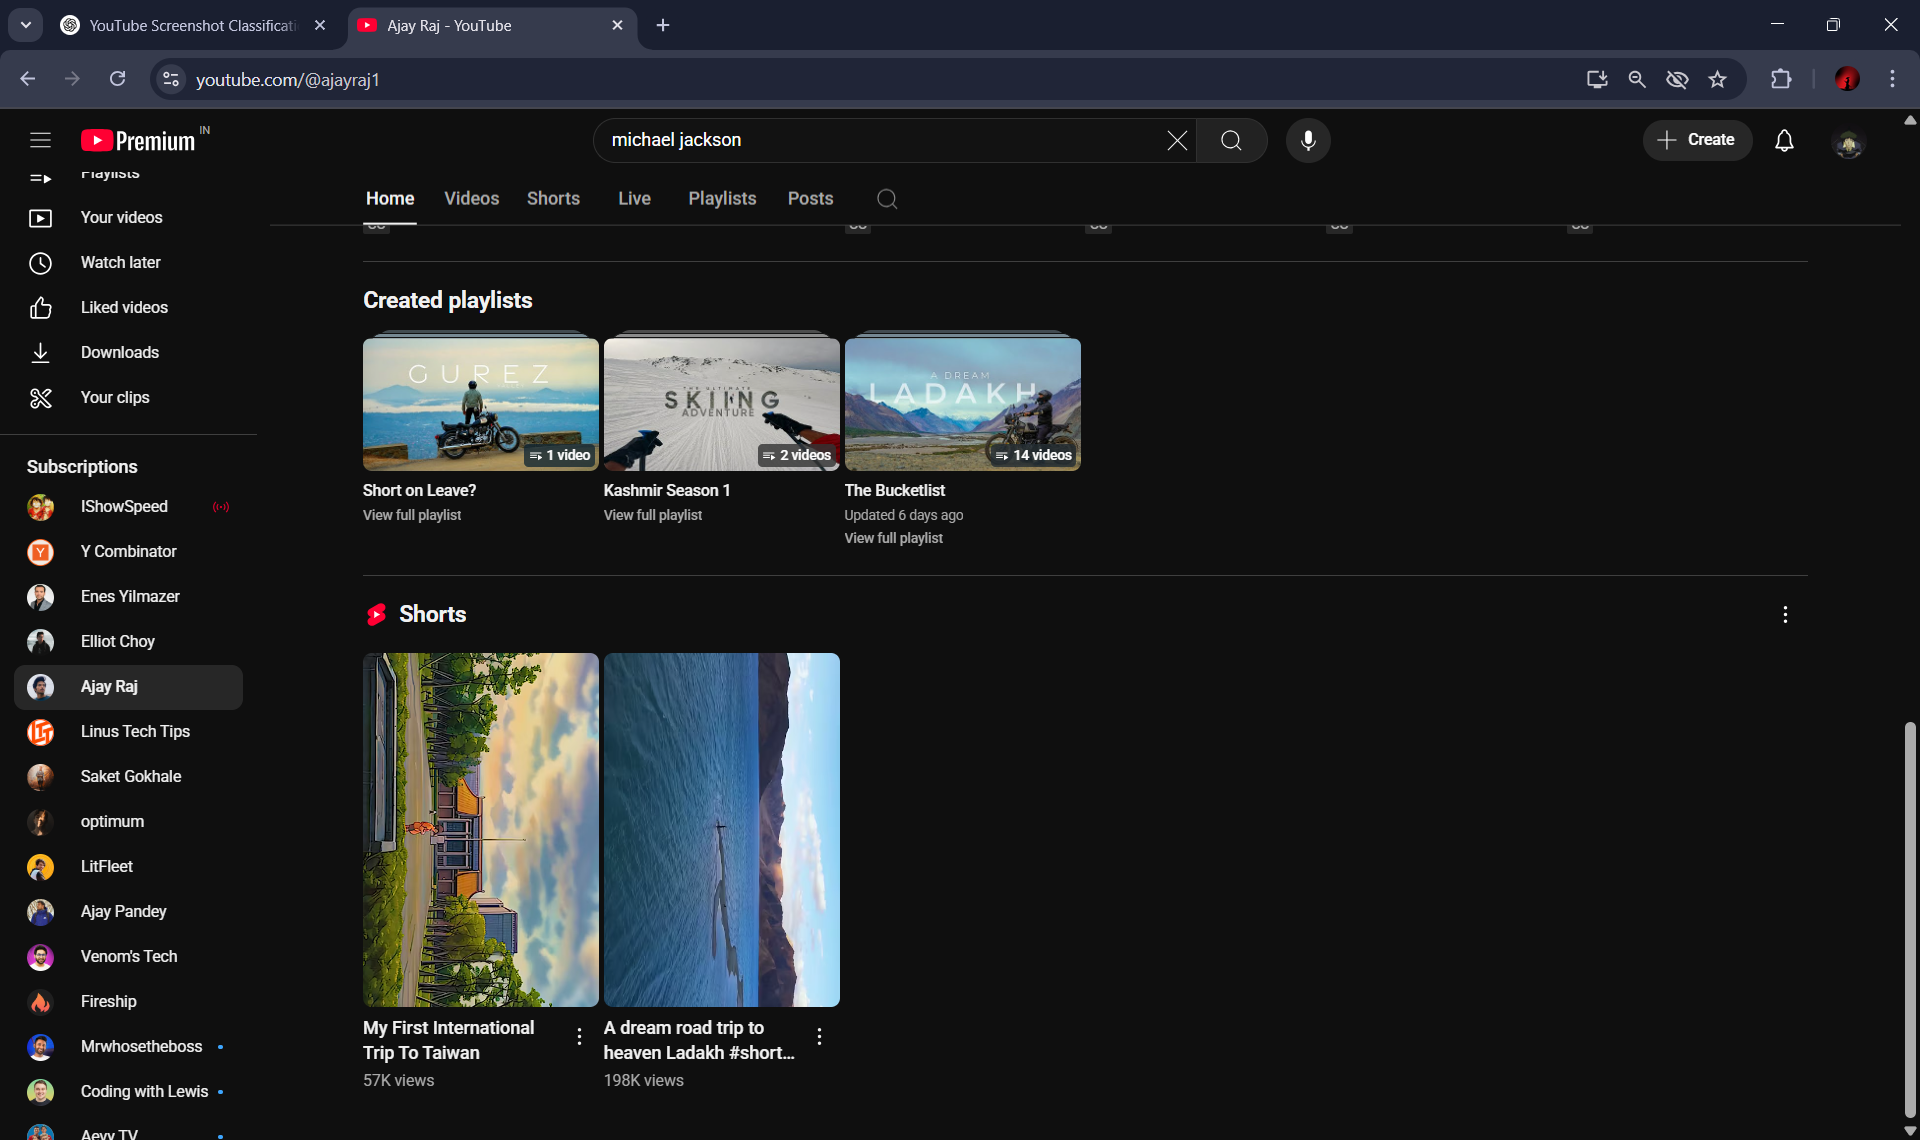 YouTube Screenshot Classificati
Ajay Raj - YouTube
youtube.com/@ajayraj1
Premium IN
michael jackson
Create
Playlists
Your videos
Watch later
Liked videos
Downloads
Your clips
Subscriptions
IShowSpeed
Y Combinator
Enes Yilmazer
Elliot Choy
Ajay Raj
Linus Tech Tips
Saket Gokhale
optimum
LitFleet
Ajay Pandey
Venom's Tech
Fireship
Mrwhosetheboss
Coding with Lewis
Aevy TV
Home Videos Shorts Live Playlists Posts
Created playlists
GUREZ
1 video
Short on Leave?
View full playlist
THE ULTIMATE
SKIING
ADVENTURE
2 videos
Kashmir Season 1
View full playlist
A DREAM
LADAKH
14 videos
The Bucketlist
Updated 6 days ago
View full playlist
Shorts
My First International
Trip To Taiwan
57K views
A dream road trip to
heaven Ladakh #short...
198K views